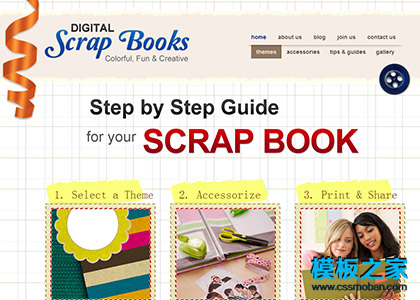 DIGITAL
Scrap Books
Colorful, Fun & Creative
home about us blog join us contact us
themes accessories tips & guides gallery
Step by Step Guide
for your SCRAP BOOK
1. Select a Theme
2. Accessorize
3. Print & Share
模板之家
www.cssmoban.com